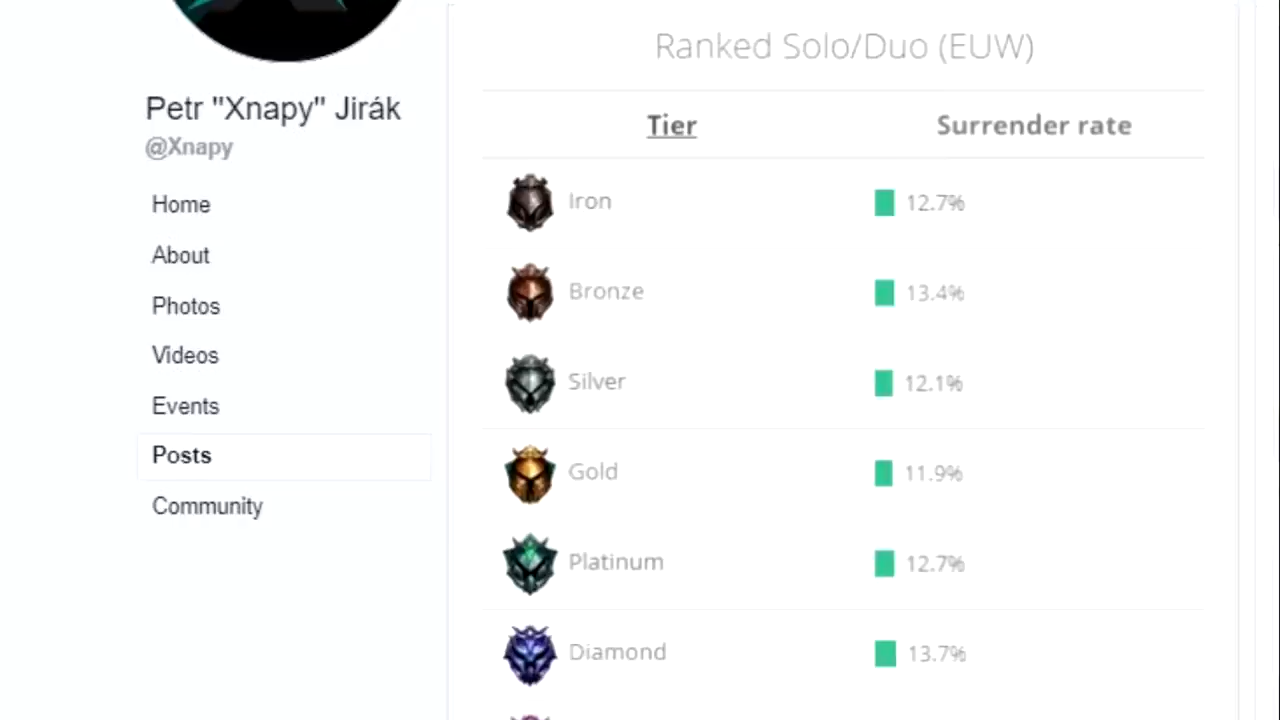 Petr "Xnapy" Jirák
@Xnapy
Home
About
Photos
Videos
Events
Posts
Community
Ranked Solo/Duo (EUW)
Tier Surrender rate
Iron 12.7%
Bronze 13.4%
Silver 12.1%
Gold 11.9%
Platinum 12.7%
Diamond 13.7%